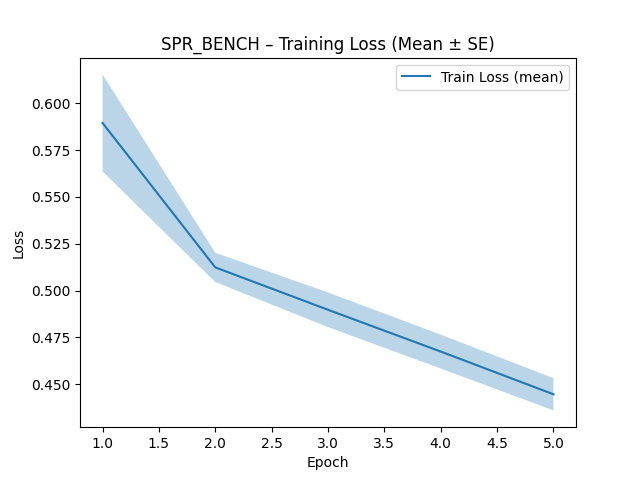 SPR_BENCH – Training Loss (Mean ± SE)
Train Loss (mean)
0.600
0.575
0.550
0.525
0.500
0.475
0.450
Loss
1.0 1.5 2.0 2.5 3.0 3.5 4.0 4.5 5.0
Epoch